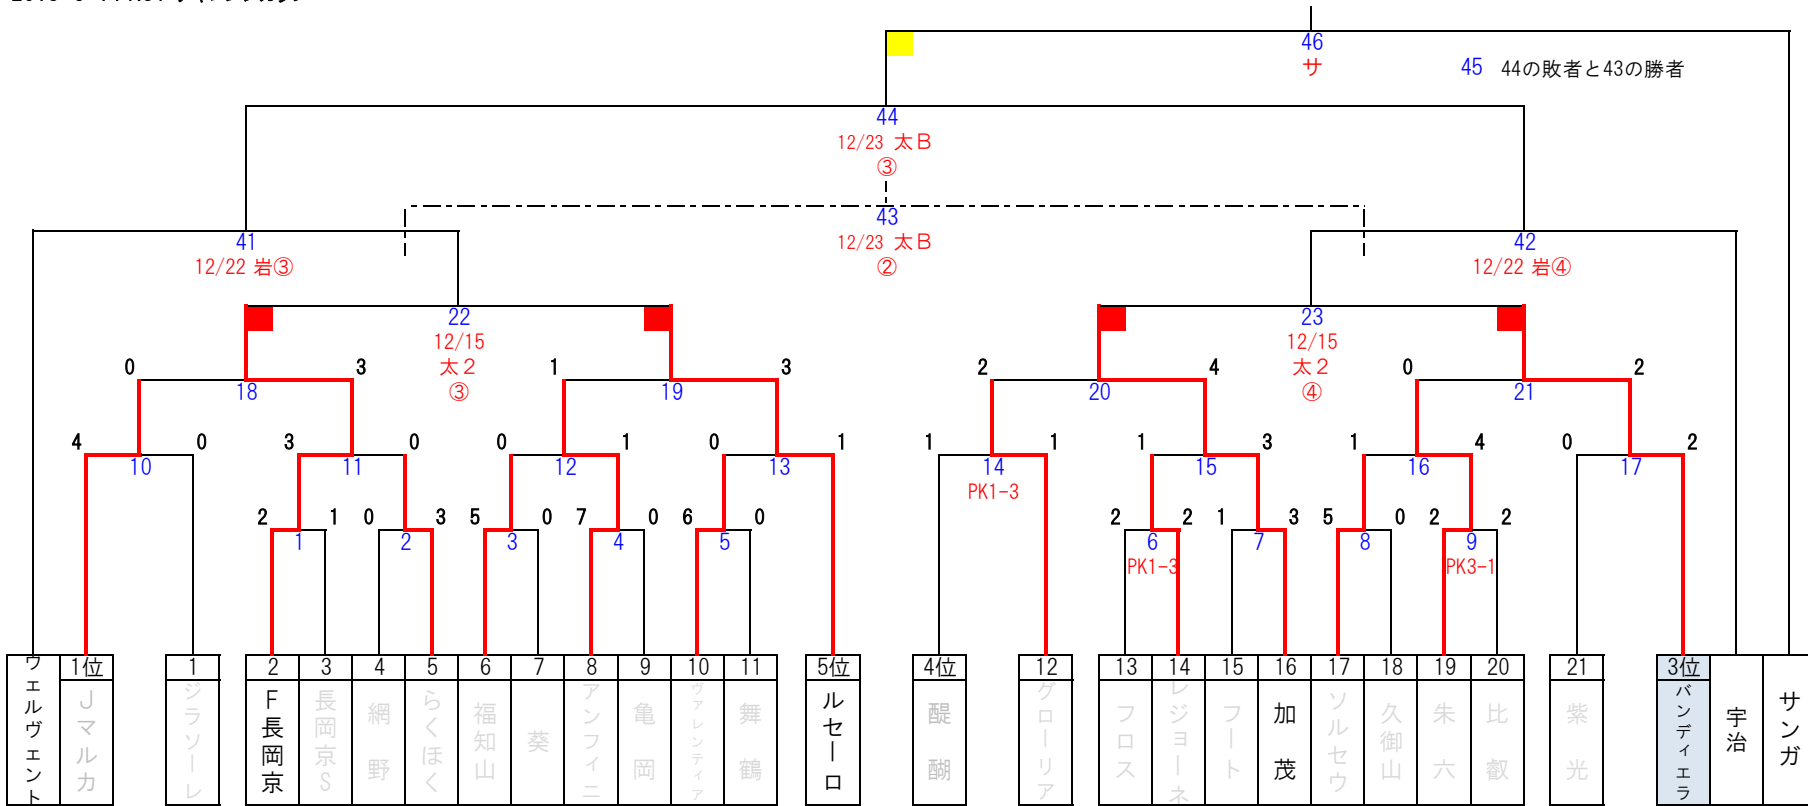 46
サ
45 44の敗者と43の勝者
44
12/23 太B
③
43
12/23 太B
②
41
12/22 岩③
42
12/22 岩④
22
12/15
太2
③
23
12/15
太2
④
0 3 1 3 2 4 0 2
18 19 20 21
4 0 3 0 0 1 0 1 1 1 1 3 1 4 0 2
10 11 12 13 14 15 16 17
PK1-3
2 1 0 3 5 0 7 0 6 0 2 2 1 3 5 0 2 2
1 2 3 4 5 6 7 8 9
PK1-3 PK3-1
1位 1 2 3 4 5 6 7 8 9 10 11 5位 4位 12 13 14 15 16 17 18 19 20 21 3位
ヴェルヴェント
Jマルカ
ジラソーレ
F長岡京
長岡京S
網野
らくほく
福知山
葵
アンフィニ
亀岡
ヴァレンティア
舞鶴
ルセーロ
醍醐
グローリア
フロス
レジョーネ
フート
加茂
ソルセウ
久御山
朱六
比叡
紫光
バンディエラ
宇治
サンガ